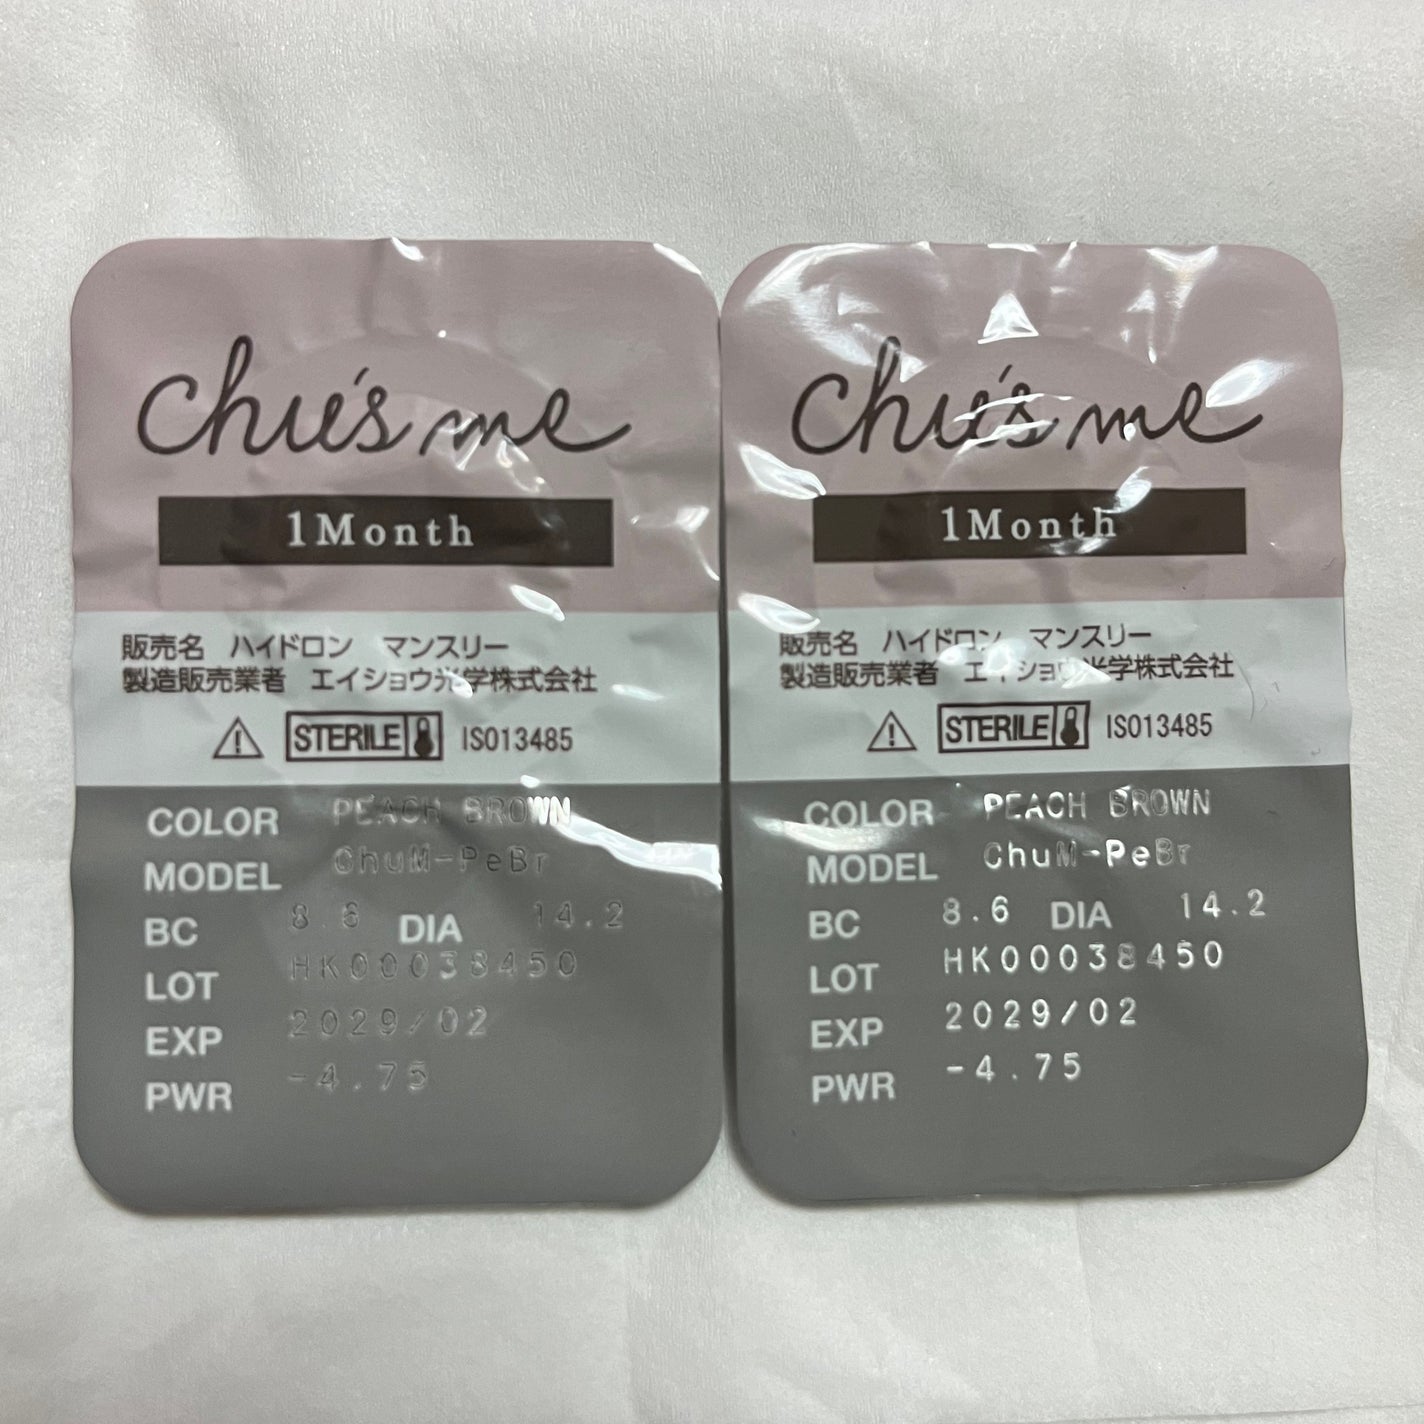 chu's me
1Month
販売名 ハイドロン マンスリー
製造販売業者 エイショウ光学株式会社
STERILE ISO13485
COLOR PEACH BROWN
MODEL ChuM-PeBr
BC 8.6 DIA 14.2
LOT HK00038450
EXP 2029/02
PWR -4.75
chu's me
1Month
販売名 ハイドロン マンスリー
製造販売業者 エイショウ光学株式会社
STERILE ISO13485
COLOR PEACH BROWN
MODEL ChuM-PeBr
BC 8.6 DIA 14.2
LOT HK00038450
EXP 2029/02
PWR -4.75